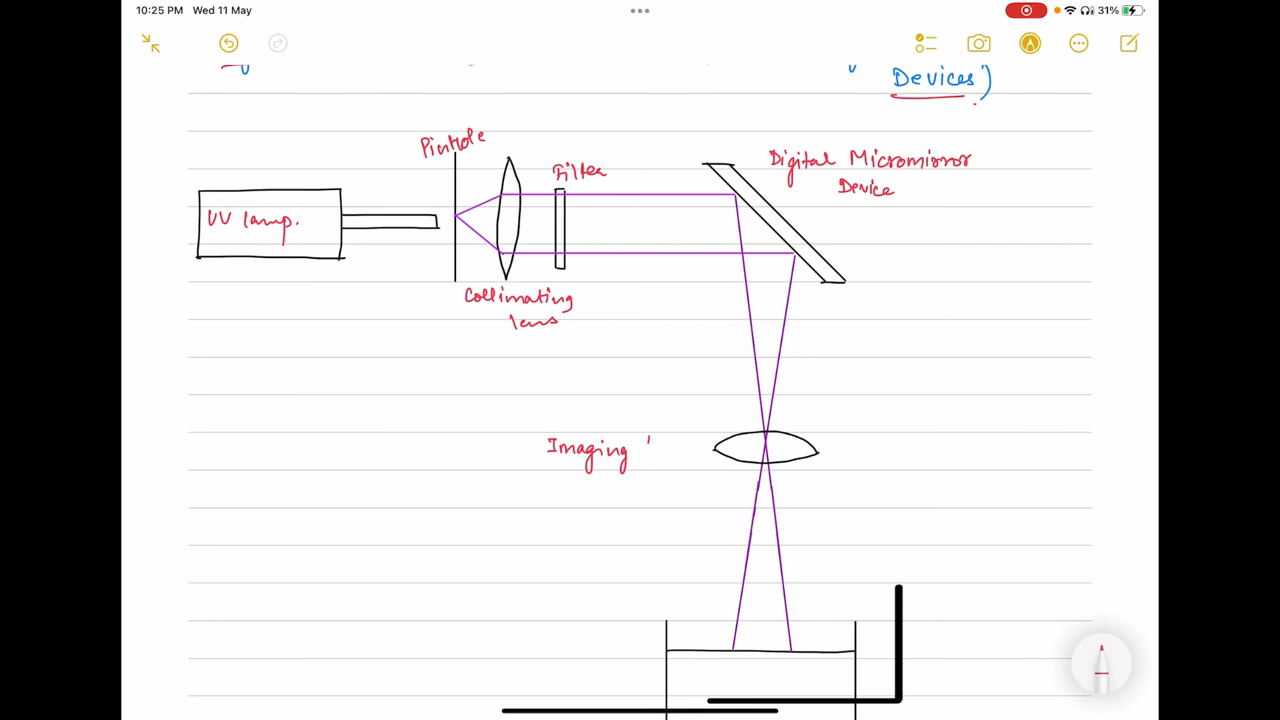 10:25 PM Wed 11 May
31%
Devices)
Pinhole
Filter
Digital Micromirror
Device
UV lamp.
Collimating
lens
Imaging